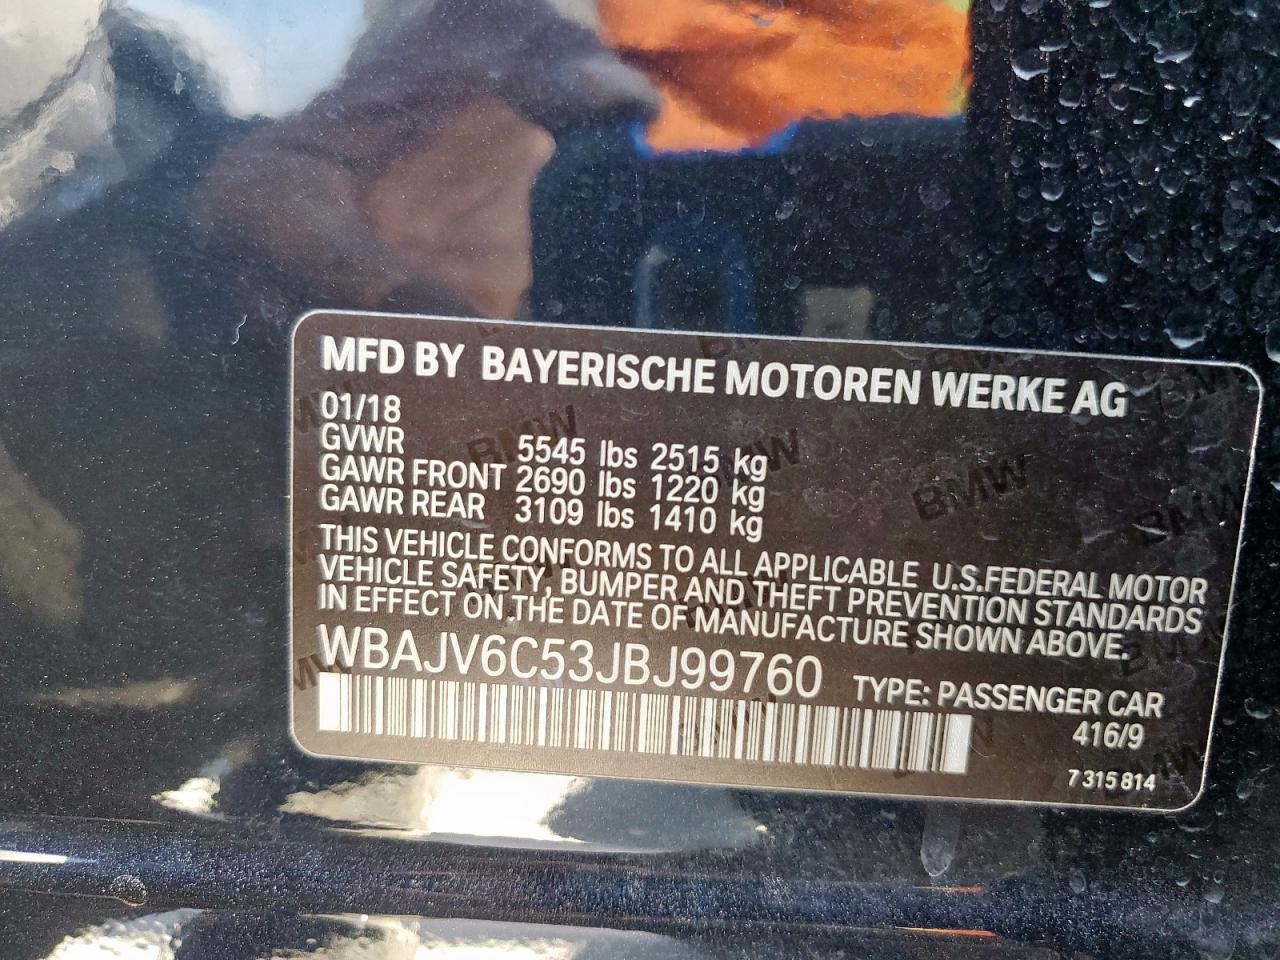 MFD BY BAYERISCHE MOTOREN WERKE AG
01/18
GVWR 5545 lbs 2515 kg
GAWR FRONT 2690 lbs 1220 kg
GAWR REAR 3109 lbs 1410 kg
THIS VEHICLE CONFORMS TO ALL APPLICABLE U.S.FEDERAL MOTOR
VEHICLE SAFETY, BUMPER AND THEFT PREVENTION STANDARDS
IN EFFECT ON THE DATE OF MANUFACTURE SHOWN ABOVE.
WBAJV6C53JBJ99760
TYPE: PASSENGER CAR
416/9
7 315 814